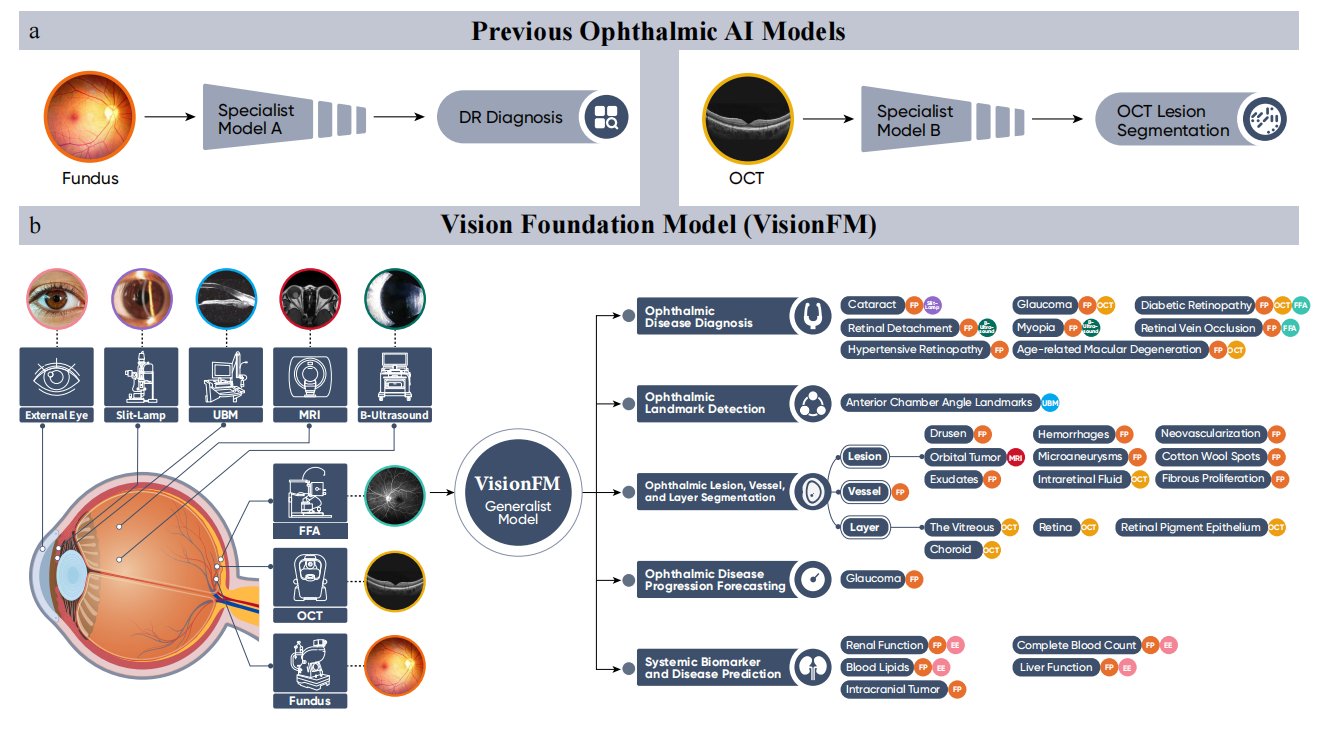 a
Previous Ophthalmic AI Models
Specialist
Model A
DR Diagnosis
Fundus
Specialist
Model B
OCT Lesion
Segmentation
OCT
b
Vision Foundation Model (VisionFM)
External Eye
Slit-Lamp
UBM
MRI
B-Ultrasound
FFA
OCT
Fundus
VisionFM
Generalist
Model
Ophthalmic
Disease Diagnosis
Cataract FP Slit-Lamp
Glaucoma FP OCT
Diabetic Retinopathy FP OCT FFA
Retinal Detachment FP B-Ultrasound
Myopia FP B-Ultrasound
Retinal Vein Occlusion FP FFA
Hypertensive Retinopathy FP
Age-related Macular Degeneration FP OCT
Ophthalmic
Landmark Detection
Anterior Chamber Angle Landmarks UBM
Ophthalmic Lesion, Vessel,
and Layer Segmentation
Lesion
Drusen FP
Hemorrhages FP
Neovascularization FP
Orbital Tumor MRI
Microaneurysms FP
Cotton Wool Spots FP
Exudates FP
Intraretinal Fluid OCT
Fibrous Proliferation FP
Vessel FP
Layer
The Vitreous OCT
Retina OCT
Retinal Pigment Epithelium OCT
Choroid OCT
Ophthalmic Disease
Progression Forecasting
Glaucoma FP
Systemic Biomarker
and Disease Prediction
Renal Function FP EE
Complete Blood Count FP EE
Blood Lipids FP EE
Liver Function FP EE
Intracranial Tumor FP